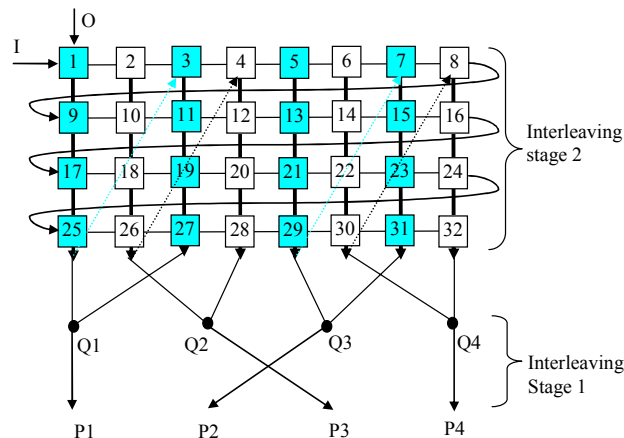 O
I
1 2 3 4 5 6 7 8
9 10 11 12 13 14 15 16
17 18 19 20 21 22 23 24
25 26 27 28 29 30 31 32
Interleaving
stage 2
Q1 Q2 Q3 Q4
Interleaving
Stage 1
P1 P2 P3 P4